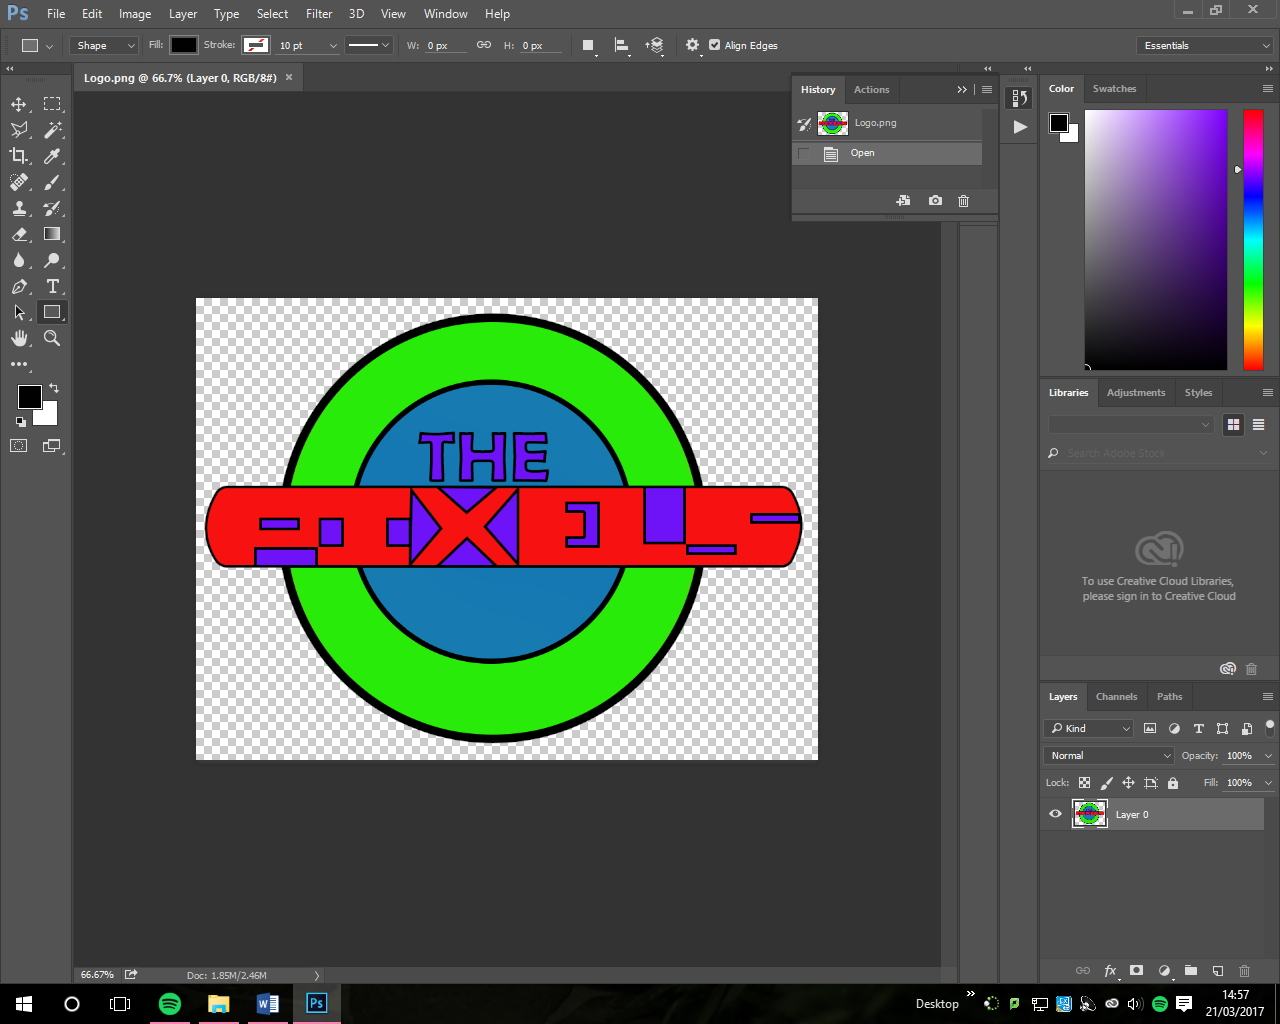 Ps File Edit Image Layer Type Select Filter 3D View Window Help
Shape Fill: Stroke: 10 pt W: 0 px H: 0 px Align Edges Essentials
Logo.png @ 66.7% (Layer 0, RGB/8#) ×
History Actions
Logo.png
Open
Color Swatches
Libraries Adjustments Styles
Search Adobe Stock
To use Creative Cloud Libraries,
please sign in to Creative Cloud
THE
Layers Channels Paths
Kind
Normal Opacity: 100%
Lock: Fill: 100%
Layer 0
66.67% Doc: 1.85M/2.46M
Ps Desktop 14:57
21/03/2017